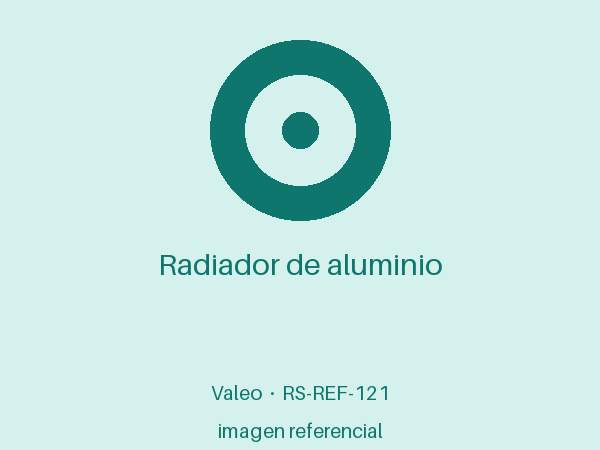 Radiador de aluminio
Valeo · RS-REF-121
imagen referencial